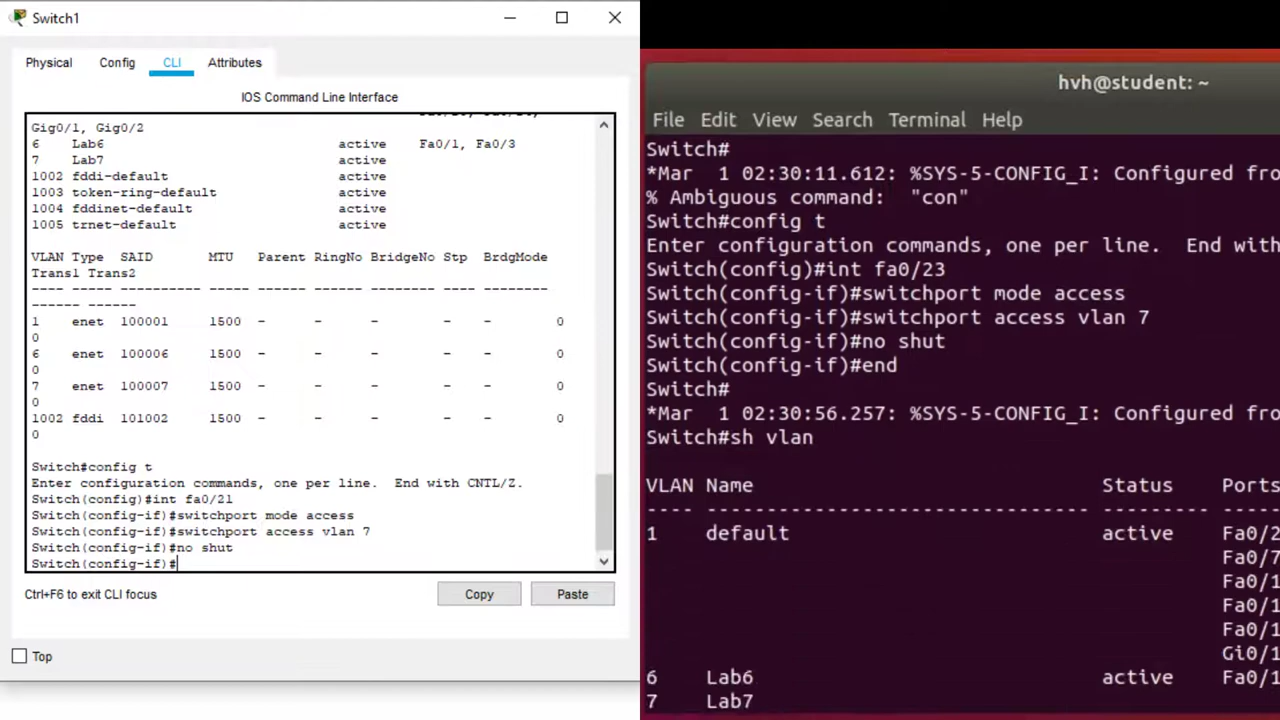 Switch1
Physical Config CLI Attributes
IOS Command Line Interface
Gig0/1, Gig0/2
6 Lab6 active Fa0/1, Fa0/3
7 Lab7 active
1002 fddi-default active
1003 token-ring-default active
1004 fddinet-default active
1005 trnet-default active
VLAN Type SAID MTU Parent RingNo BridgeNo Stp BrdgMode
Trans1 Trans2
---- ----- ---------- ----- ------ ------ -------- ---- --------
------ ------
1 enet 100001 1500 - - - - - 0
0
6 enet 100006 1500 - - - - - 0
0
7 enet 100007 1500 - - - - - 0
0
1002 fddi 101002 1500 - - - - - 0
0
Switch#config t
Enter configuration commands, one per line. End with CNTL/Z.
Switch(config)#int fa0/21
Switch(config-if)#switchport mode access
Switch(config-if)#switchport access vlan 7
Switch(config-if)#no shut
Switch(config-if)#
Ctrl+F6 to exit CLI focus
Copy
Paste
Top
hvh@student: ~
File Edit View Search Terminal Help
Switch#
*Mar 1 02:30:11.612: %SYS-5-CONFIG_I: Configured fro
% Ambiguous command: "con"
Switch#config t
Enter configuration commands, one per line. End with
Switch(config)#int fa0/23
Switch(config-if)#switchport mode access
Switch(config-if)#switchport access vlan 7
Switch(config-if)#no shut
Switch(config-if)#end
Switch#
*Mar 1 02:30:56.257: %SYS-5-CONFIG_I: Configured fro
Switch#sh vlan
VLAN Name Status Ports
---- -------------------------------- --------- -----
1 default active Fa0/2
Fa0/7
Fa0/1
Fa0/1
Fa0/1
Gi0/1
6 Lab6 active Fa0/1
7 Lab7